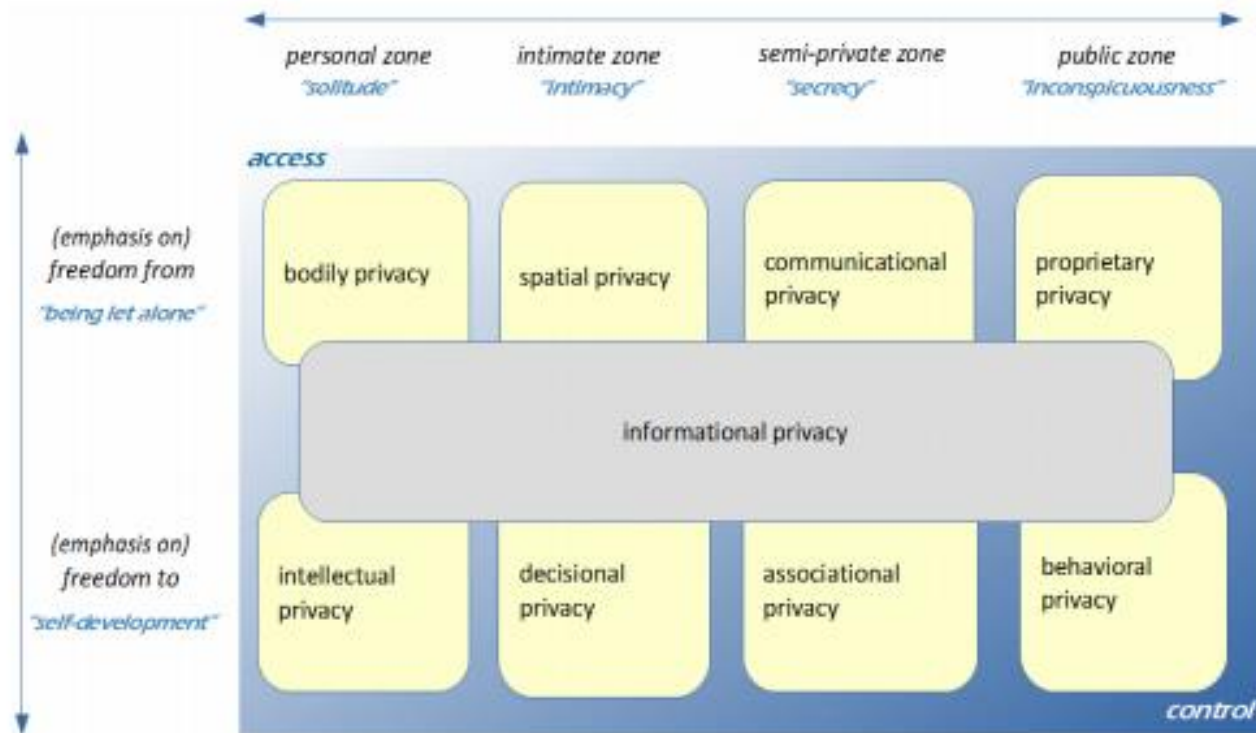 personal zone
"solitude"
intimate zone
"intimacy"
semi-private zone
"secrecy"
public zone
"inconspicuousness"
access
(emphasis on)
freedom from
"being let alone"
bodily privacy
spatial privacy
communicational
privacy
proprietary
privacy
informational privacy
(emphasis on)
freedom to
"self-development"
intellectual
privacy
decisional
privacy
associational
privacy
behavioral
privacy
control